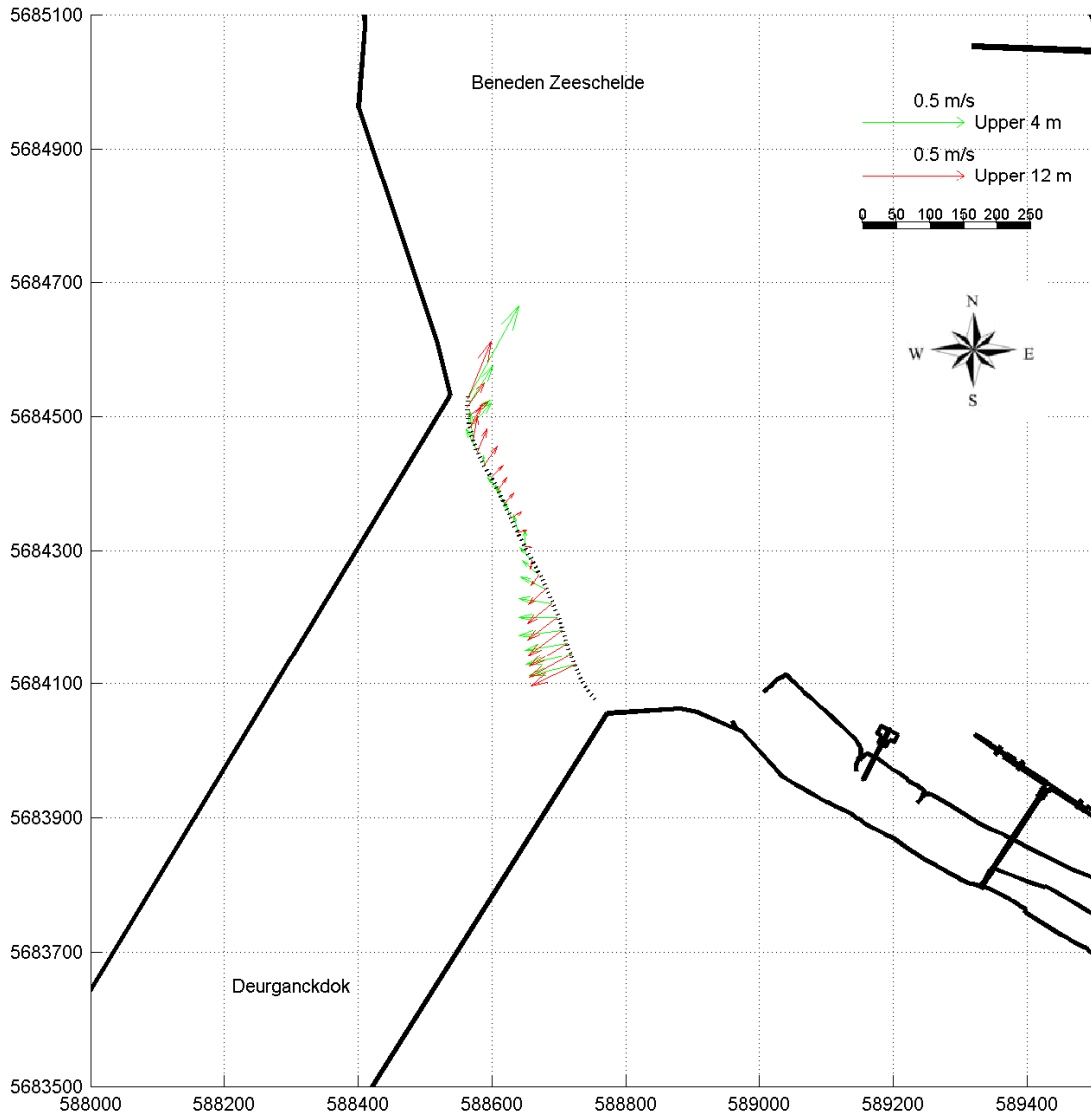 5685100
Beneden Zeeschelde
0.5 m/s
Upper 4 m
5684900
0.5 m/s
Upper 12 m
0 50 100 150 200 250
5684700
N
W E
S
5684500
5684300
5684100
5683900
5683700
Deurganckdok
5683500
588000 588200 588400 588600 588800 589000 589200 589400